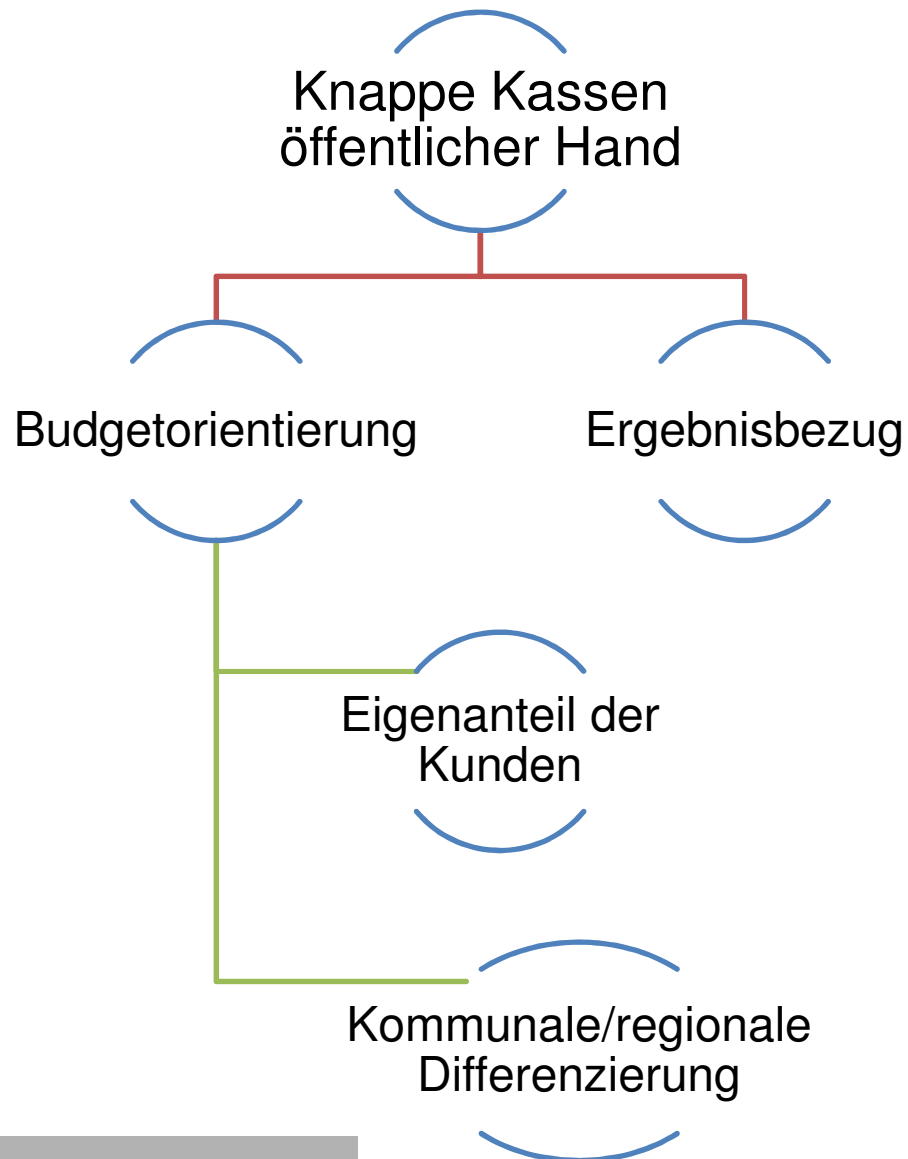 Knappe Kassen
öffentlicher Hand
Budgetorientierung
Ergebnisbezug
Eigenanteil der
Kunden
Kommunale/regionale
Differenzierung